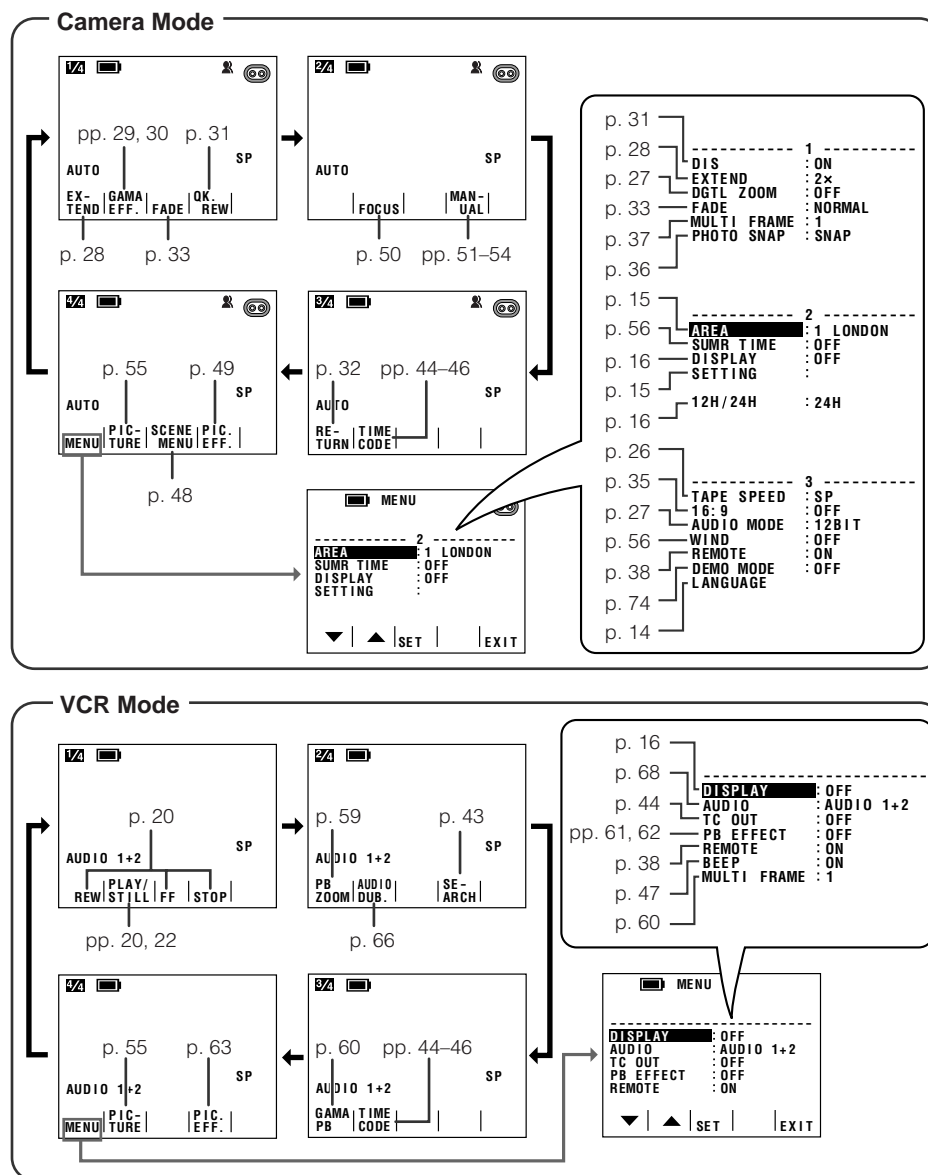 Camera Mode
1/4
pp. 29, 30 p. 31
SP
AUTO
EX-TEND GAMA EFF. FADE QK. REW
p. 28 p. 33
2/4
SP
AUTO
FOCUS MAN-UAL
p. 50 pp. 51–54
4/4
p. 55 p. 49
SP
AUTO
MENU PIC-TURE SCENE MENU PIC. EFF.
p. 48
3/4
p. 32 pp. 44–46
SP
AUTO
RE-TURN TIME CODE
MENU
2
AREA : 1 LONDON
SUMR TIME : OFF
DISPLAY : OFF
SETTING :
SET EXIT
p. 31
p. 28
p. 27
p. 33
p. 37
p. 36
1
DIS : ON
EXTEND : 2×
DGTL ZOOM : OFF
FADE : NORMAL
MULTI FRAME : 1
PHOTO SNAP : SNAP
p. 15
p. 56
p. 16
p. 15
p. 16
2
AREA : 1 LONDON
SUMR TIME : OFF
DISPLAY : OFF
SETTING :
12H/24H : 24H
p. 26
p. 35
p. 27
p. 56
p. 38
p. 74
p. 14
3
TAPE SPEED : SP
16:9 : OFF
AUDIO MODE : 12BIT
WIND : OFF
REMOTE : ON
DEMO MODE : OFF
LANGUAGE
VCR Mode
1/4
p. 20
SP
AUDIO 1+2
REW PLAY/STILL FF STOP
pp. 20, 22
2/4
p. 59 p. 43
SP
AUDIO 1+2
PB ZOOM AUDIO DUB. SE-ARCH
p. 66
4/4
p. 55 p. 63
SP
AUDIO 1+2
MENU PIC-TURE PIC. EFF.
3/4
p. 60 pp. 44–46
SP
AUDIO 1+2
GAMA PB TIME CODE
p. 16
p. 68
p. 44
pp. 61, 62
p. 38
p. 47
p. 60
DISPLAY : OFF
AUDIO : AUDIO 1+2
TC OUT : OFF
PB EFFECT : OFF
REMOTE : ON
BEEP : ON
MULTI FRAME : 1
MENU
DISPLAY : OFF
AUDIO : AUDIO 1+2
TC OUT : OFF
PB EFFECT : OFF
REMOTE : ON
SET EXIT